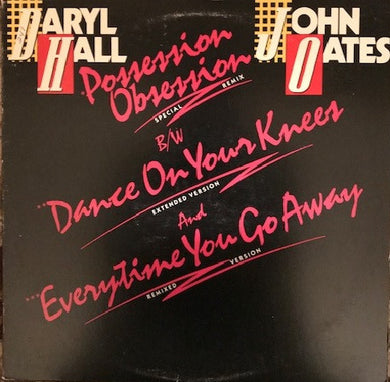 DARYL HALL
JOHN OATES
Possession
Obsession
SPECIAL REMIX
B/W
...Dance On Your Knees
EXTENDED VERSION
And
...Everytime You Go Away
REMIXED VERSION